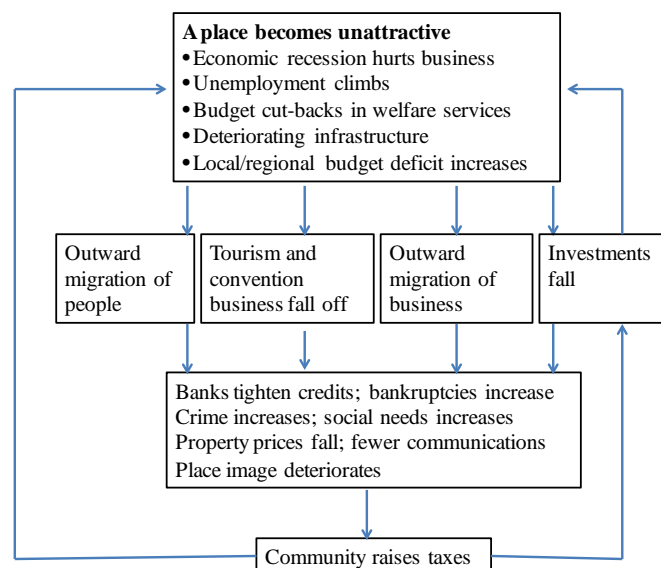 A place becomes unattractive
•Economic recession hurts business
•Unemployment climbs
•Budget cut-backs in welfare services
•Deteriorating infrastructure
•Local/regional budget deficit increases
Outward
migration of
people
Tourism and
convention
business fall off
Outward
migration of
business
Investments
fall
Banks tighten credits; bankruptcies increase
Crime increases; social needs increases
Property prices fall; fewer communications
Place image deteriorates
Community raises taxes